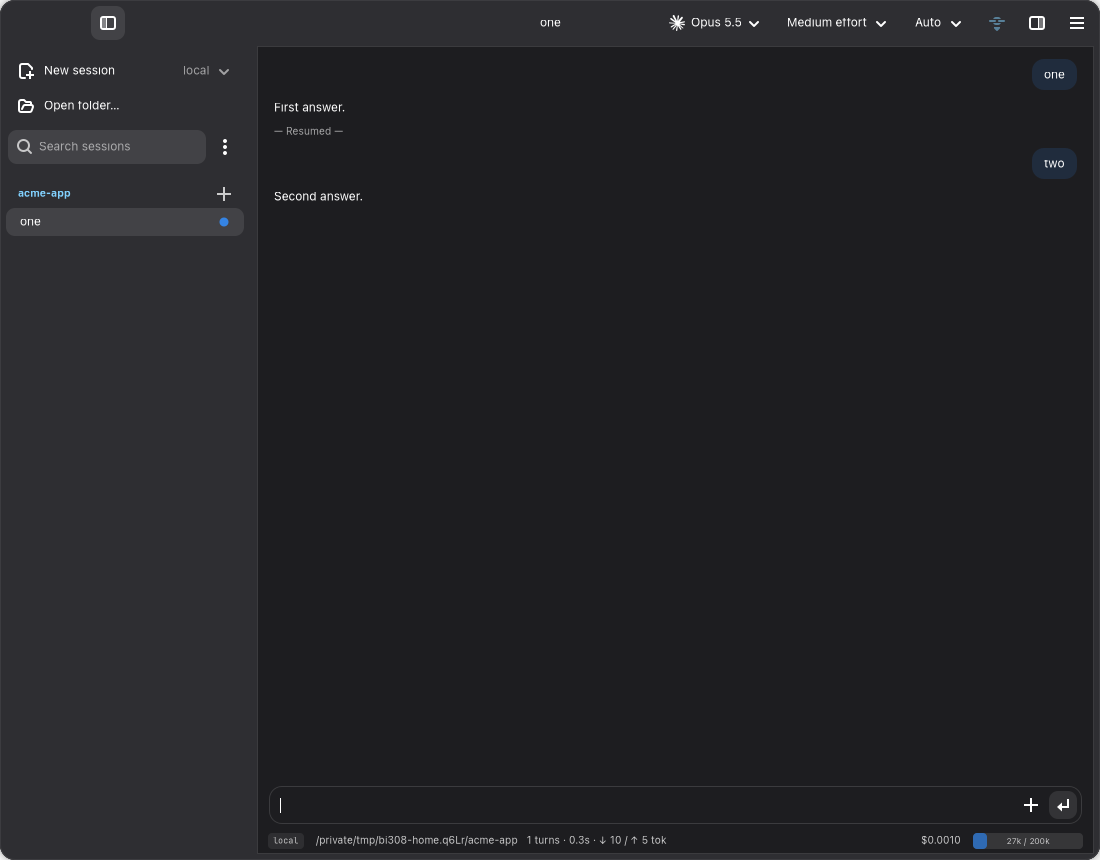 one
Opus 5.5
Medium effort
Auto
New session
local
Open folder...
Search sessions
acme-app
one
one
First answer.
— Resumed —
two
Second answer.
local
/private/tmp/bi308-home.q6Lr/acme-app
1 turns · 0.3s · ↓ 10 / ↑ 5 tok
$0.0010
27k / 200k